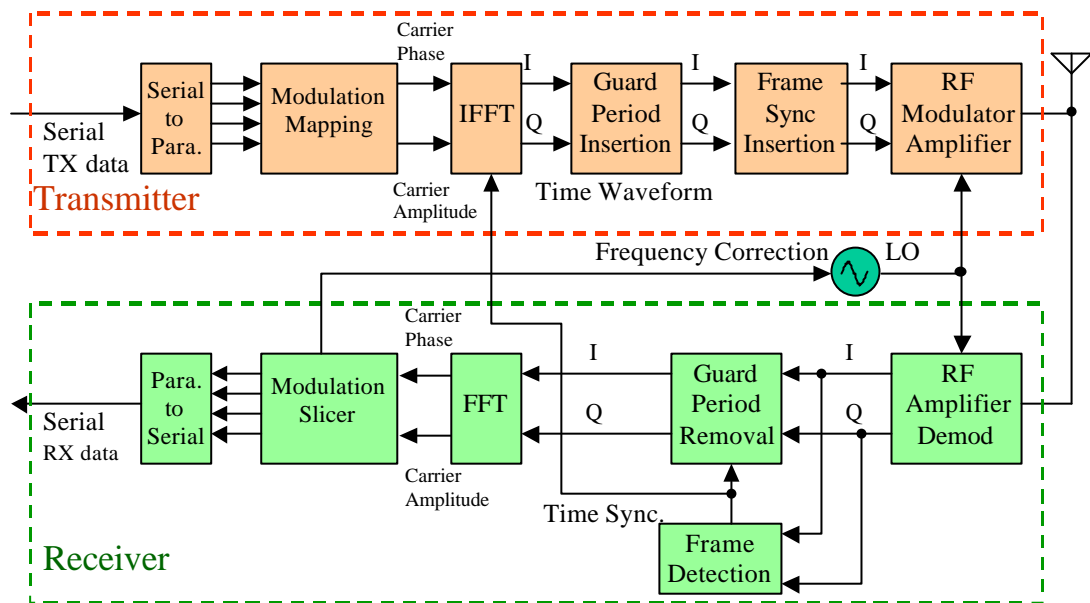 Carrier
Phase
I
I
I
Serial
to
Para.
Modulation
Mapping
IFFT
Guard
Period
Insertion
Frame
Sync
Insertion
RF
Modulator
Amplifier
Q
Q
Q
Serial
TX data
Carrier
Amplitude
Time Waveform
Transmitter
Frequency Correction
LO
Carrier
Phase
I
I
Para.
to
Serial
Modulation
Slicer
FFT
Guard
Period
Removal
RF
Amplifier
Demod
Q
Q
Serial
RX data
Carrier
Amplitude
Time Sync.
Frame
Detection
Receiver